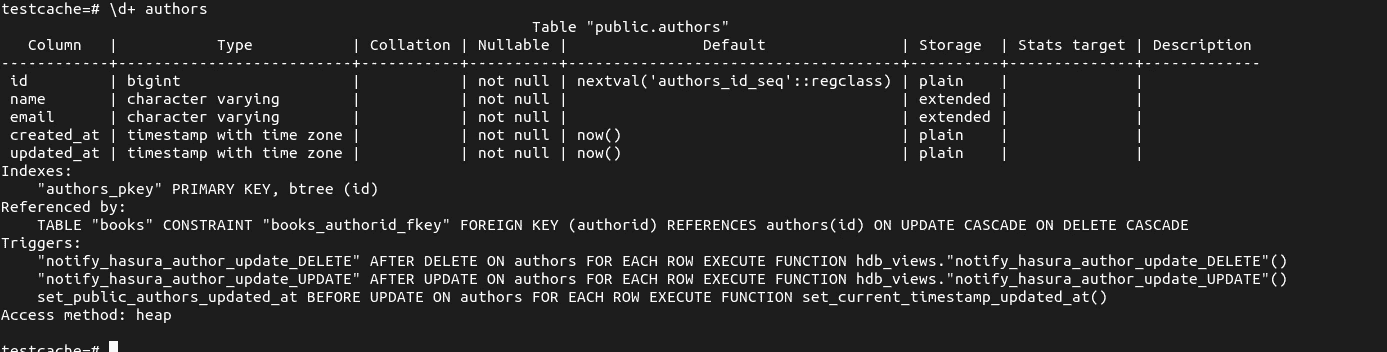 testcache=# \d+ authors
                                                           Table "public.authors"
   Column   |           Type           | Collation | Nullable |               Default               | Storage  | Stats target | Description 
------------+--------------------------+-----------+----------+-------------------------------------+----------+--------------+-------------
 id         | bigint                   |           | not null | nextval('authors_id_seq'::regclass) | plain    |              | 
 name       | character varying        |           | not null |                                     | extended |              | 
 email      | character varying        |           | not null |                                     | extended |              | 
 created_at | timestamp with time zone |           | not null | now()                               | plain    |              | 
 updated_at | timestamp with time zone |           | not null | now()                               | plain    |              | 
Indexes:
    "authors_pkey" PRIMARY KEY, btree (id)
Referenced by:
    TABLE "books" CONSTRAINT "books_authorid_fkey" FOREIGN KEY (authorid) REFERENCES authors(id) ON UPDATE CASCADE ON DELETE CASCADE
Triggers:
    "notify_hasura_author_update_DELETE" AFTER DELETE ON authors FOR EACH ROW EXECUTE FUNCTION hdb_views."notify_hasura_author_update_DELETE"()
    "notify_hasura_author_update_UPDATE" AFTER UPDATE ON authors FOR EACH ROW EXECUTE FUNCTION hdb_views."notify_hasura_author_update_UPDATE"()
    set_public_authors_updated_at BEFORE UPDATE ON authors FOR EACH ROW EXECUTE FUNCTION set_current_timestamp_updated_at()
Access method: heap

testcache=#